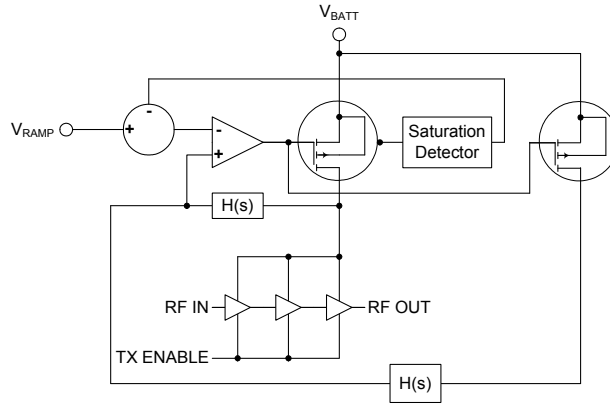 VBATT
-
VRAMP
+
-
+
Saturation
Detector
H(s)
RF IN
RF OUT
TX ENABLE
H(s)